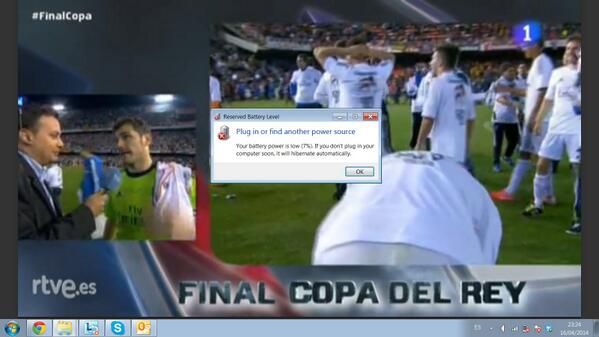 #FinalCopa
1
Reserved Battery Level
Plug in or find another power source
Your battery power is low (7%). If you don't plug in your
computer soon, it will hibernate automatically.
OK
rtve.es
FINAL COPA DEL REY
ES
23:24
16/04/2014